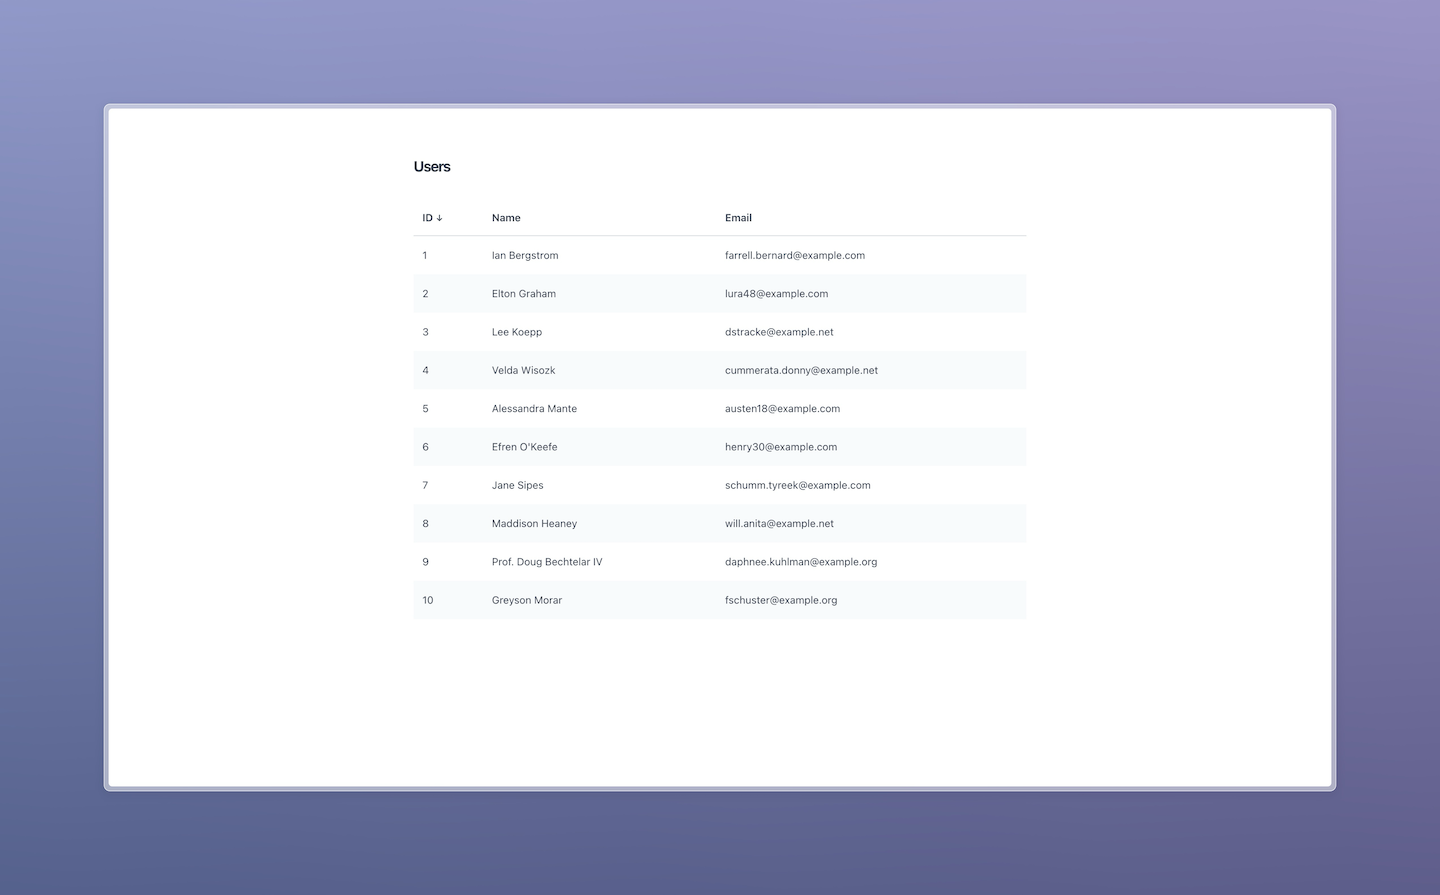 Users
ID ↓ Name Email
1 Ian Bergstrom farrell.bernard@example.com
2 Elton Graham lura48@example.com
3 Lee Koepp dstracke@example.net
4 Velda Wisozk cummerata.donny@example.net
5 Alessandra Mante austen18@example.com
6 Efren O'Keefe henry30@example.com
7 Jane Sipes schumm.tyreek@example.com
8 Maddison Heaney will.anita@example.net
9 Prof. Doug Bechtelar IV daphnee.kuhlman@example.org
10 Greyson Morar fschuster@example.org